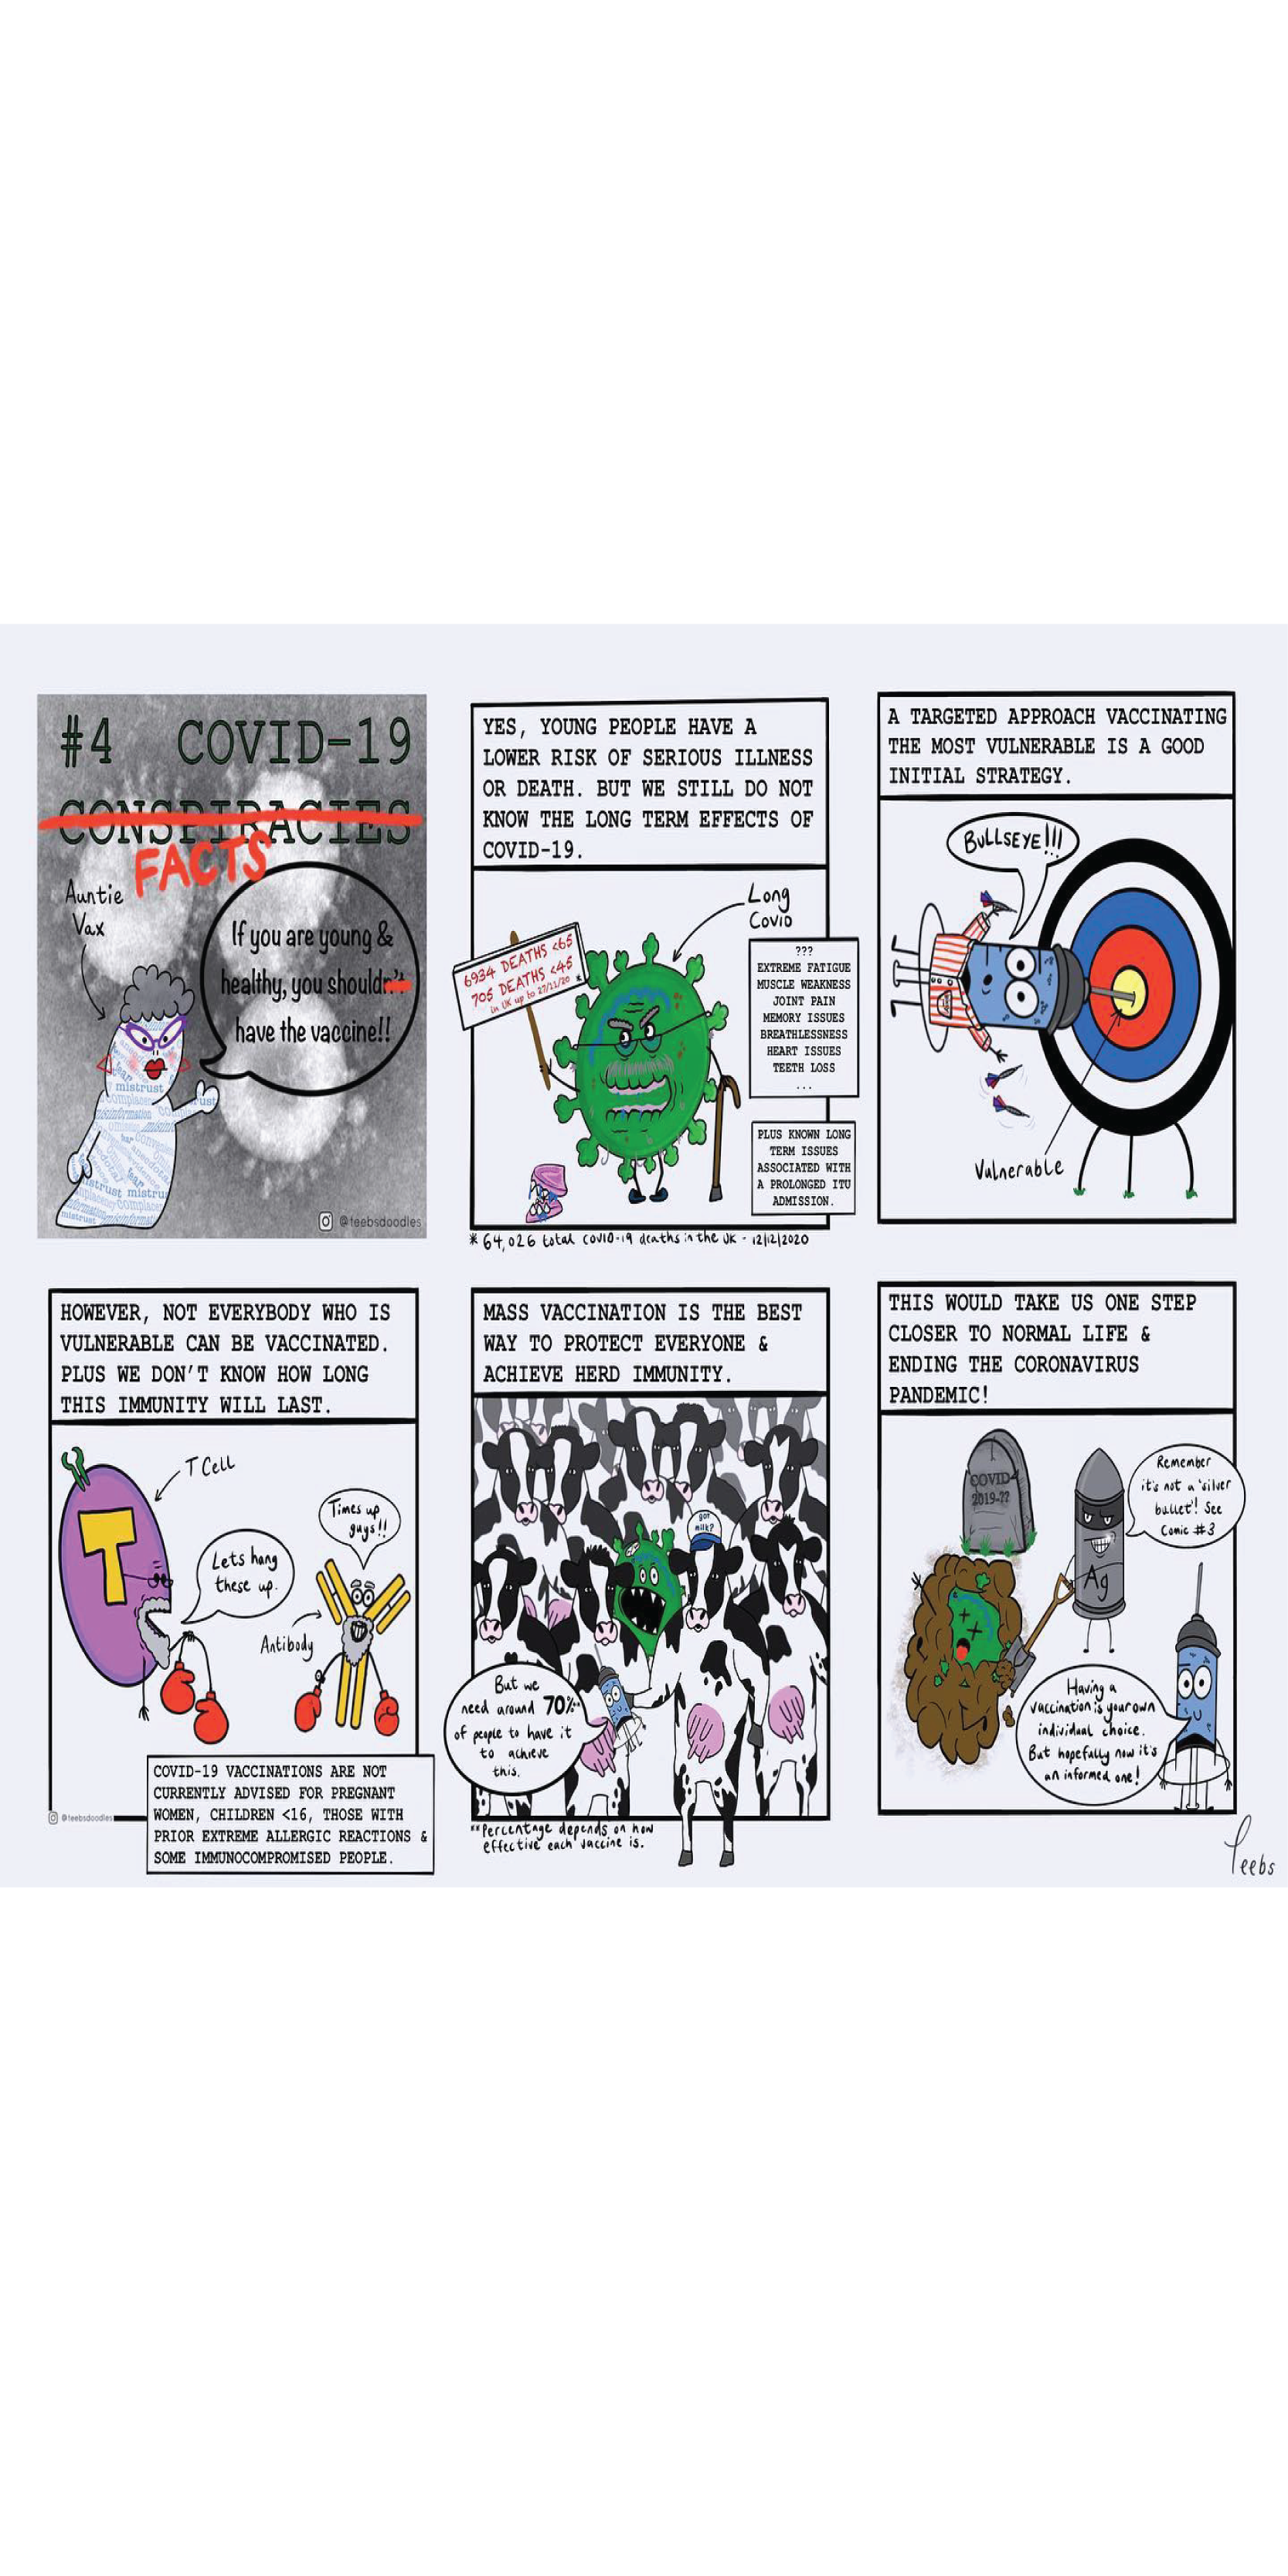 #4 COVID-19
CONSPIRACIES
FACTS
Auntie
Vax
If you are young &
healthy, you shouldn't
have the vaccine!!
mistrust
@teebsdoodles
YES, YOUNG PEOPLE HAVE A
LOWER RISK OF SERIOUS ILLNESS
OR DEATH. BUT WE STILL DO NOT
KNOW THE LONG TERM EFFECTS OF
COVID-19.
Long
Covid
6934 DEATHS <65
705 DEATHS <45
in UK up to 27/11/20 *
???
EXTREME FATIGUE
MUSCLE WEAKNESS
JOINT PAIN
MEMORY ISSUES
BREATHLESSNESS
HEART ISSUES
TEETH LOSS
...
PLUS KNOWN LONG
TERM ISSUES
ASSOCIATED WITH
A PROLONGED ITU
ADMISSION.
* 64,026 total COVID-19 deaths in the UK - 12/12/2020
A TARGETED APPROACH VACCINATING
THE MOST VULNERABLE IS A GOOD
INITIAL STRATEGY.
BULLSEYE!!!
Vulnerable
HOWEVER, NOT EVERYBODY WHO IS
VULNERABLE CAN BE VACCINATED.
PLUS WE DON'T KNOW HOW LONG
THIS IMMUNITY WILL LAST.
T Cell
T
Lets hang
these up.
Times up
guys!!
Antibody
COVID-19 VACCINATIONS ARE NOT
CURRENTLY ADVISED FOR PREGNANT
WOMEN, CHILDREN <16, THOSE WITH
PRIOR EXTREME ALLERGIC REACTIONS &
SOME IMMUNOCOMPROMISED PEOPLE.
@teebsdoodles
MASS VACCINATION IS THE BEST
WAY TO PROTECT EVERYONE &
ACHIEVE HERD IMMUNITY.
got
milk?
But we
need around 70%**
of people to have it
to achieve
this.
**Percentage depends on how
effective each vaccine is.
THIS WOULD TAKE US ONE STEP
CLOSER TO NORMAL LIFE &
ENDING THE CORONAVIRUS
PANDEMIC!
COVID
2019-??
Remember
it's not a 'silver
bullet'! See
Comic #3
Ag
Having a
vaccination is your own
individual choice.
But hopefully now it's
an informed one!
Teebs